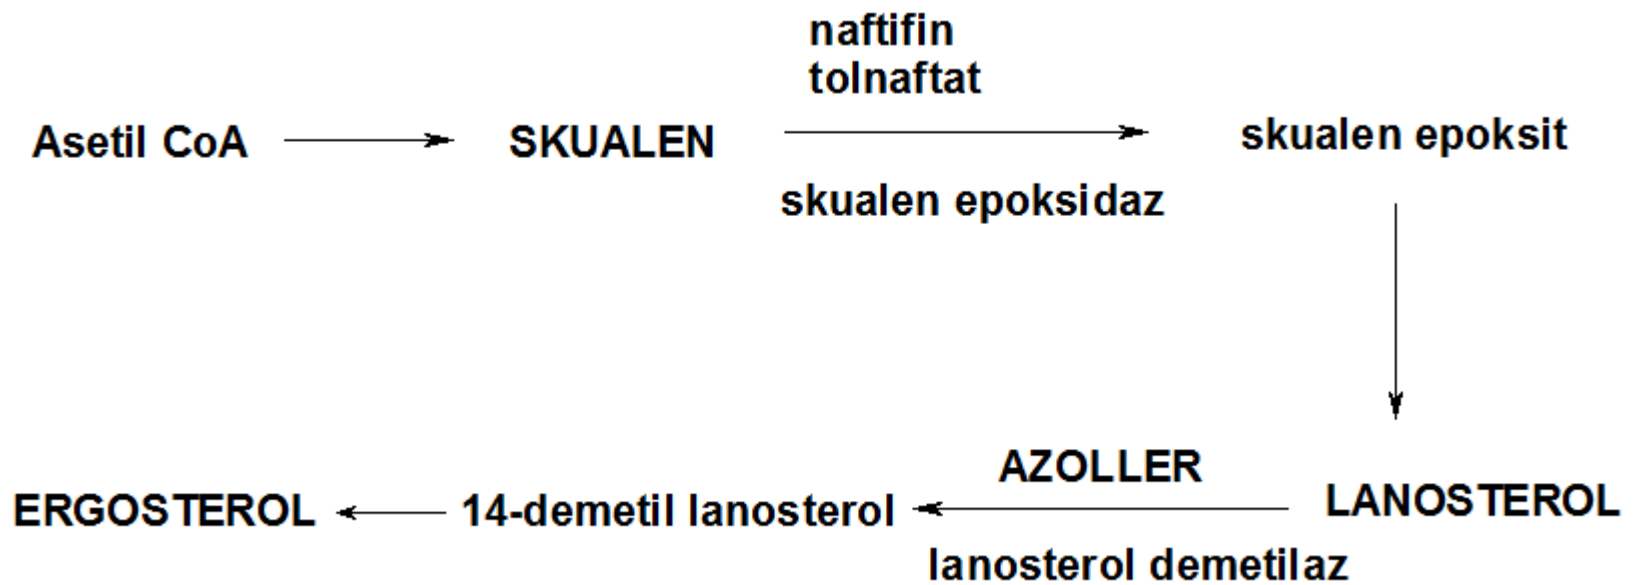 naftifin
tolnaftat
Asetil CoA
SKUALEN
skualen epoksit
skualen epoksidaz
AZOLLER
ERGOSTEROL
14-demetil lanosterol
LANOSTEROL
lanosterol demetilaz